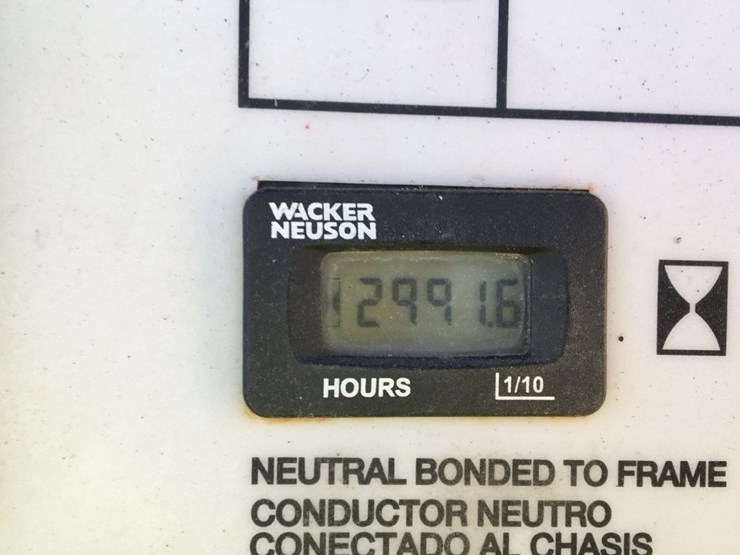 WACKER
NEUSON
12991.6
HOURS 1/10
NEUTRAL BONDED TO FRAME
CONDUCTOR NEUTRO
CONECTADO AL CHASIS